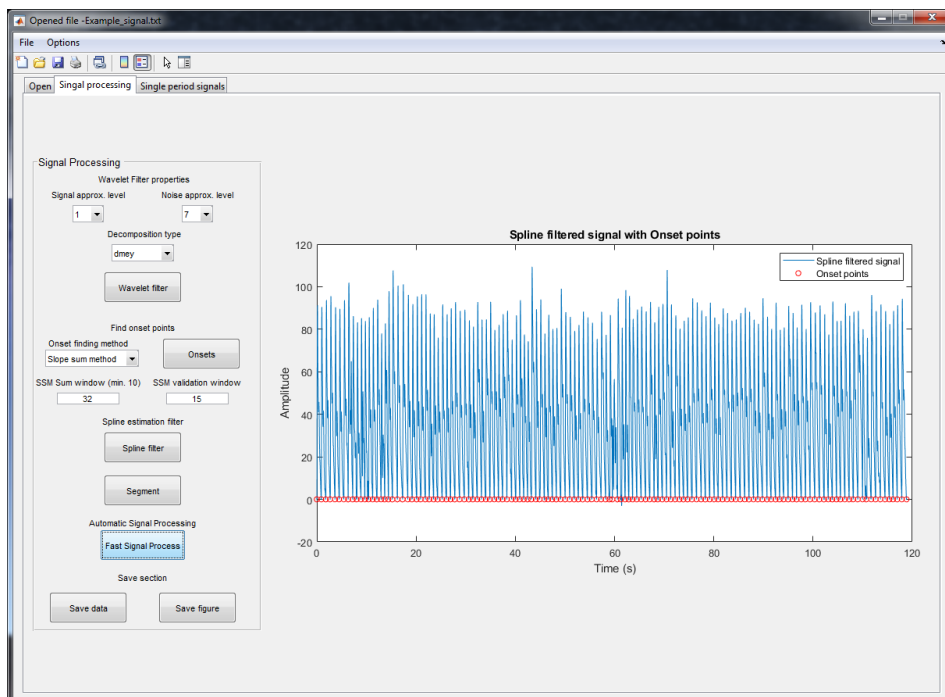 Opened file -Example_signal.txt
File Options
Open Singal processing Single period signals
Signal Processing
Wavelet Filter properties
Signal approx. level Noise approx. level
1 7
Decomposition type
dmey
Wavelet filter
Find onset points
Onset finding method
Slope sum method Onsets
SSM Sum window (min. 10) SSM validation window
32 15
Spline estimation filter
Spline filter
Segment
Automatic Signal Processing
Fast Signal Process
Save section
Save data Save figure
Spline filtered signal with Onset points
Spline filtered signal
Onset points
120
100
80
60
40
20
0
-20
Amplitude
0 20 40 60 80 100 120
Time (s)